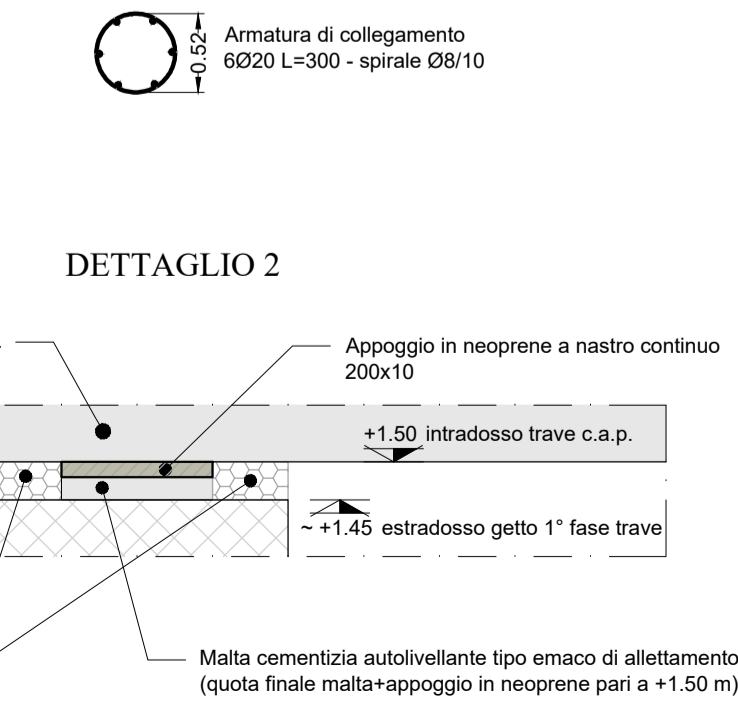 0.52
Armatura di collegamento
6Ø20 L=300 - spirale Ø8/10
DETTAGLIO 2
Appoggio in neoprene a nastro continuo
200x10
+1.50 intradosso trave c.a.p.
~ +1.45 estradosso getto 1° fase trave
Malta cementizia autolivellante tipo emaco di allettamento
(quota finale malta+appoggio in neoprene pari a +1.50 m)